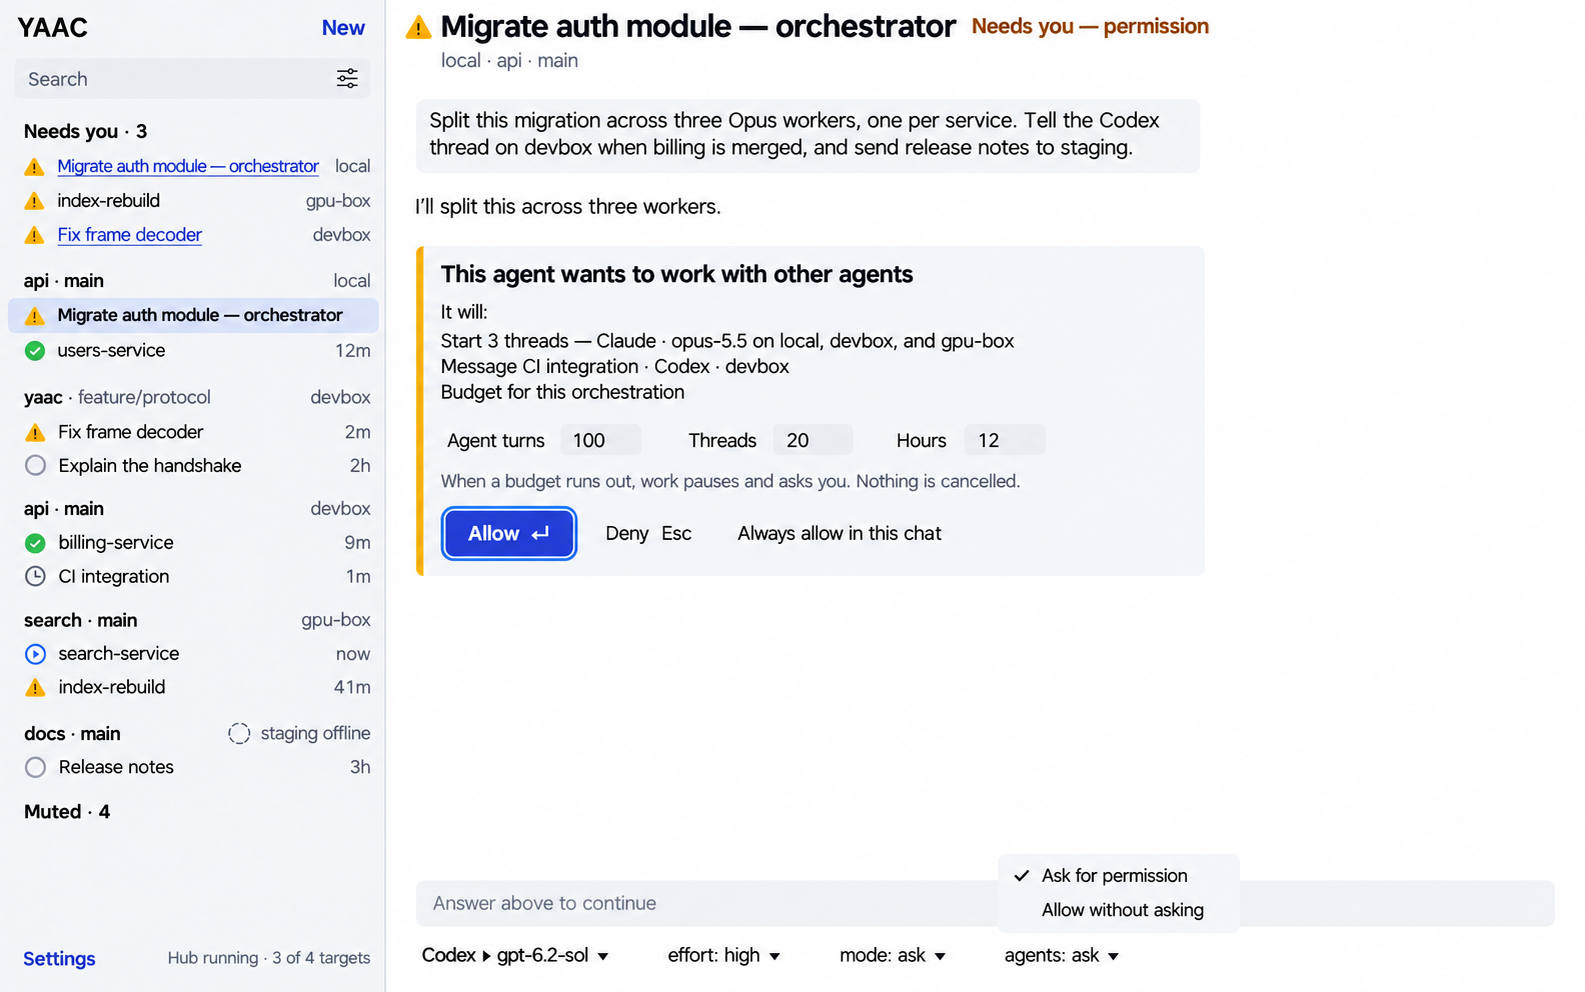 YAAC New
Search
Needs you · 3
Migrate auth module — orchestrator local
index-rebuild gpu-box
Fix frame decoder devbox
api · main local
Migrate auth module — orchestrator
users-service 12m
yaac · feature/protocol devbox
Fix frame decoder 2m
Explain the handshake 2h
api · main devbox
billing-service 9m
CI integration 1m
search · main gpu-box
search-service now
index-rebuild 41m
docs · main staging offline
Release notes 3h
Muted · 4
Settings Hub running · 3 of 4 targets
Migrate auth module — orchestrator Needs you — permission
local · api · main
Split this migration across three Opus workers, one per service. Tell the Codex
thread on devbox when billing is merged, and send release notes to staging.
I'll split this across three workers.
This agent wants to work with other agents
It will:
Start 3 threads — Claude · opus-5.5 on local, devbox, and gpu-box
Message CI integration · Codex · devbox
Budget for this orchestration
Agent turns 100 Threads 20 Hours 12
When a budget runs out, work pauses and asks you. Nothing is cancelled.
Allow ↵ Deny Esc Always allow in this chat
Ask for permission
Allow without asking
Answer above to continue
Codex ▸ gpt-6.2-sol ▾ effort: high ▾ mode: ask ▾ agents: ask ▾